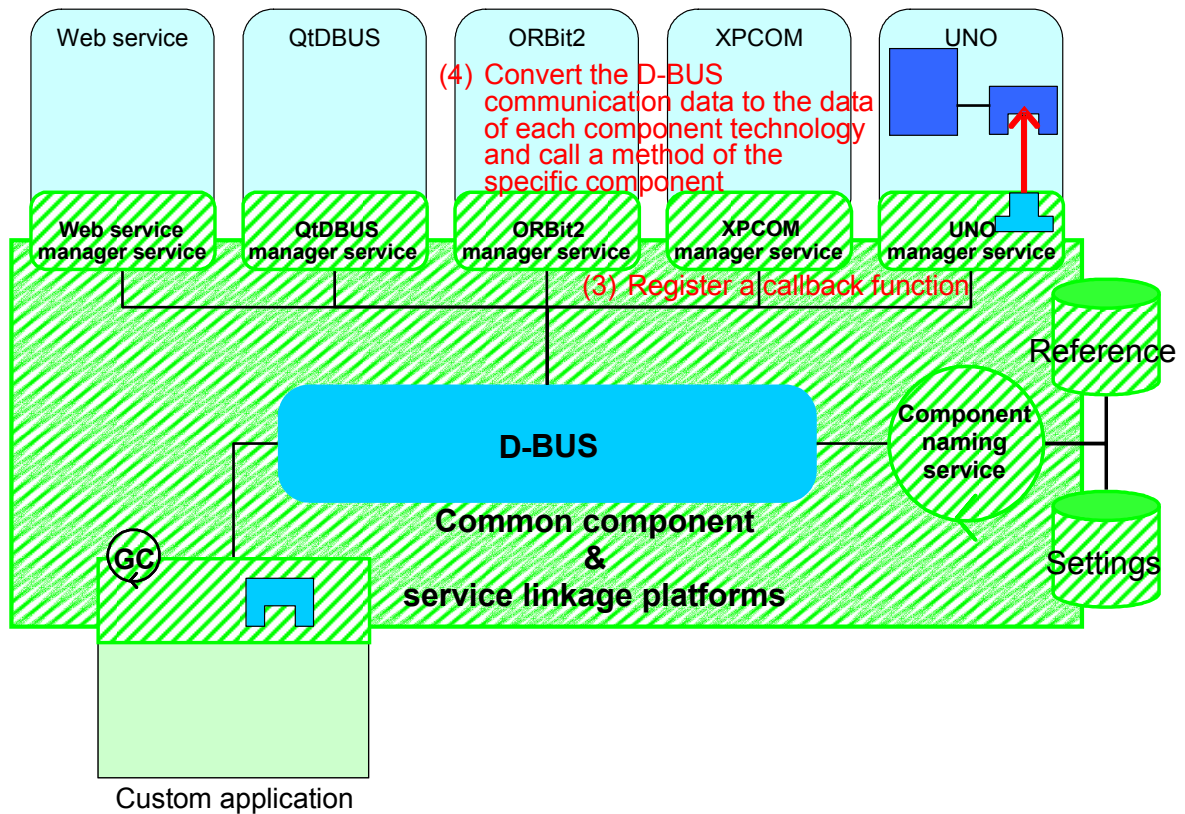 Web service
QtDBUS
ORBit2
XPCOM
UNO
(4) Convert the D-BUS
communication data to the data
of each component technology
and call a method of the
specific component
Web service
manager service
QtDBUS
manager service
ORBit2
manager service
XPCOM
manager service
UNO
manager service
(3) Register a callback function
Reference
Component
naming
service
D-BUS
Common component
&
service linkage platforms
Settings
GC
Custom application